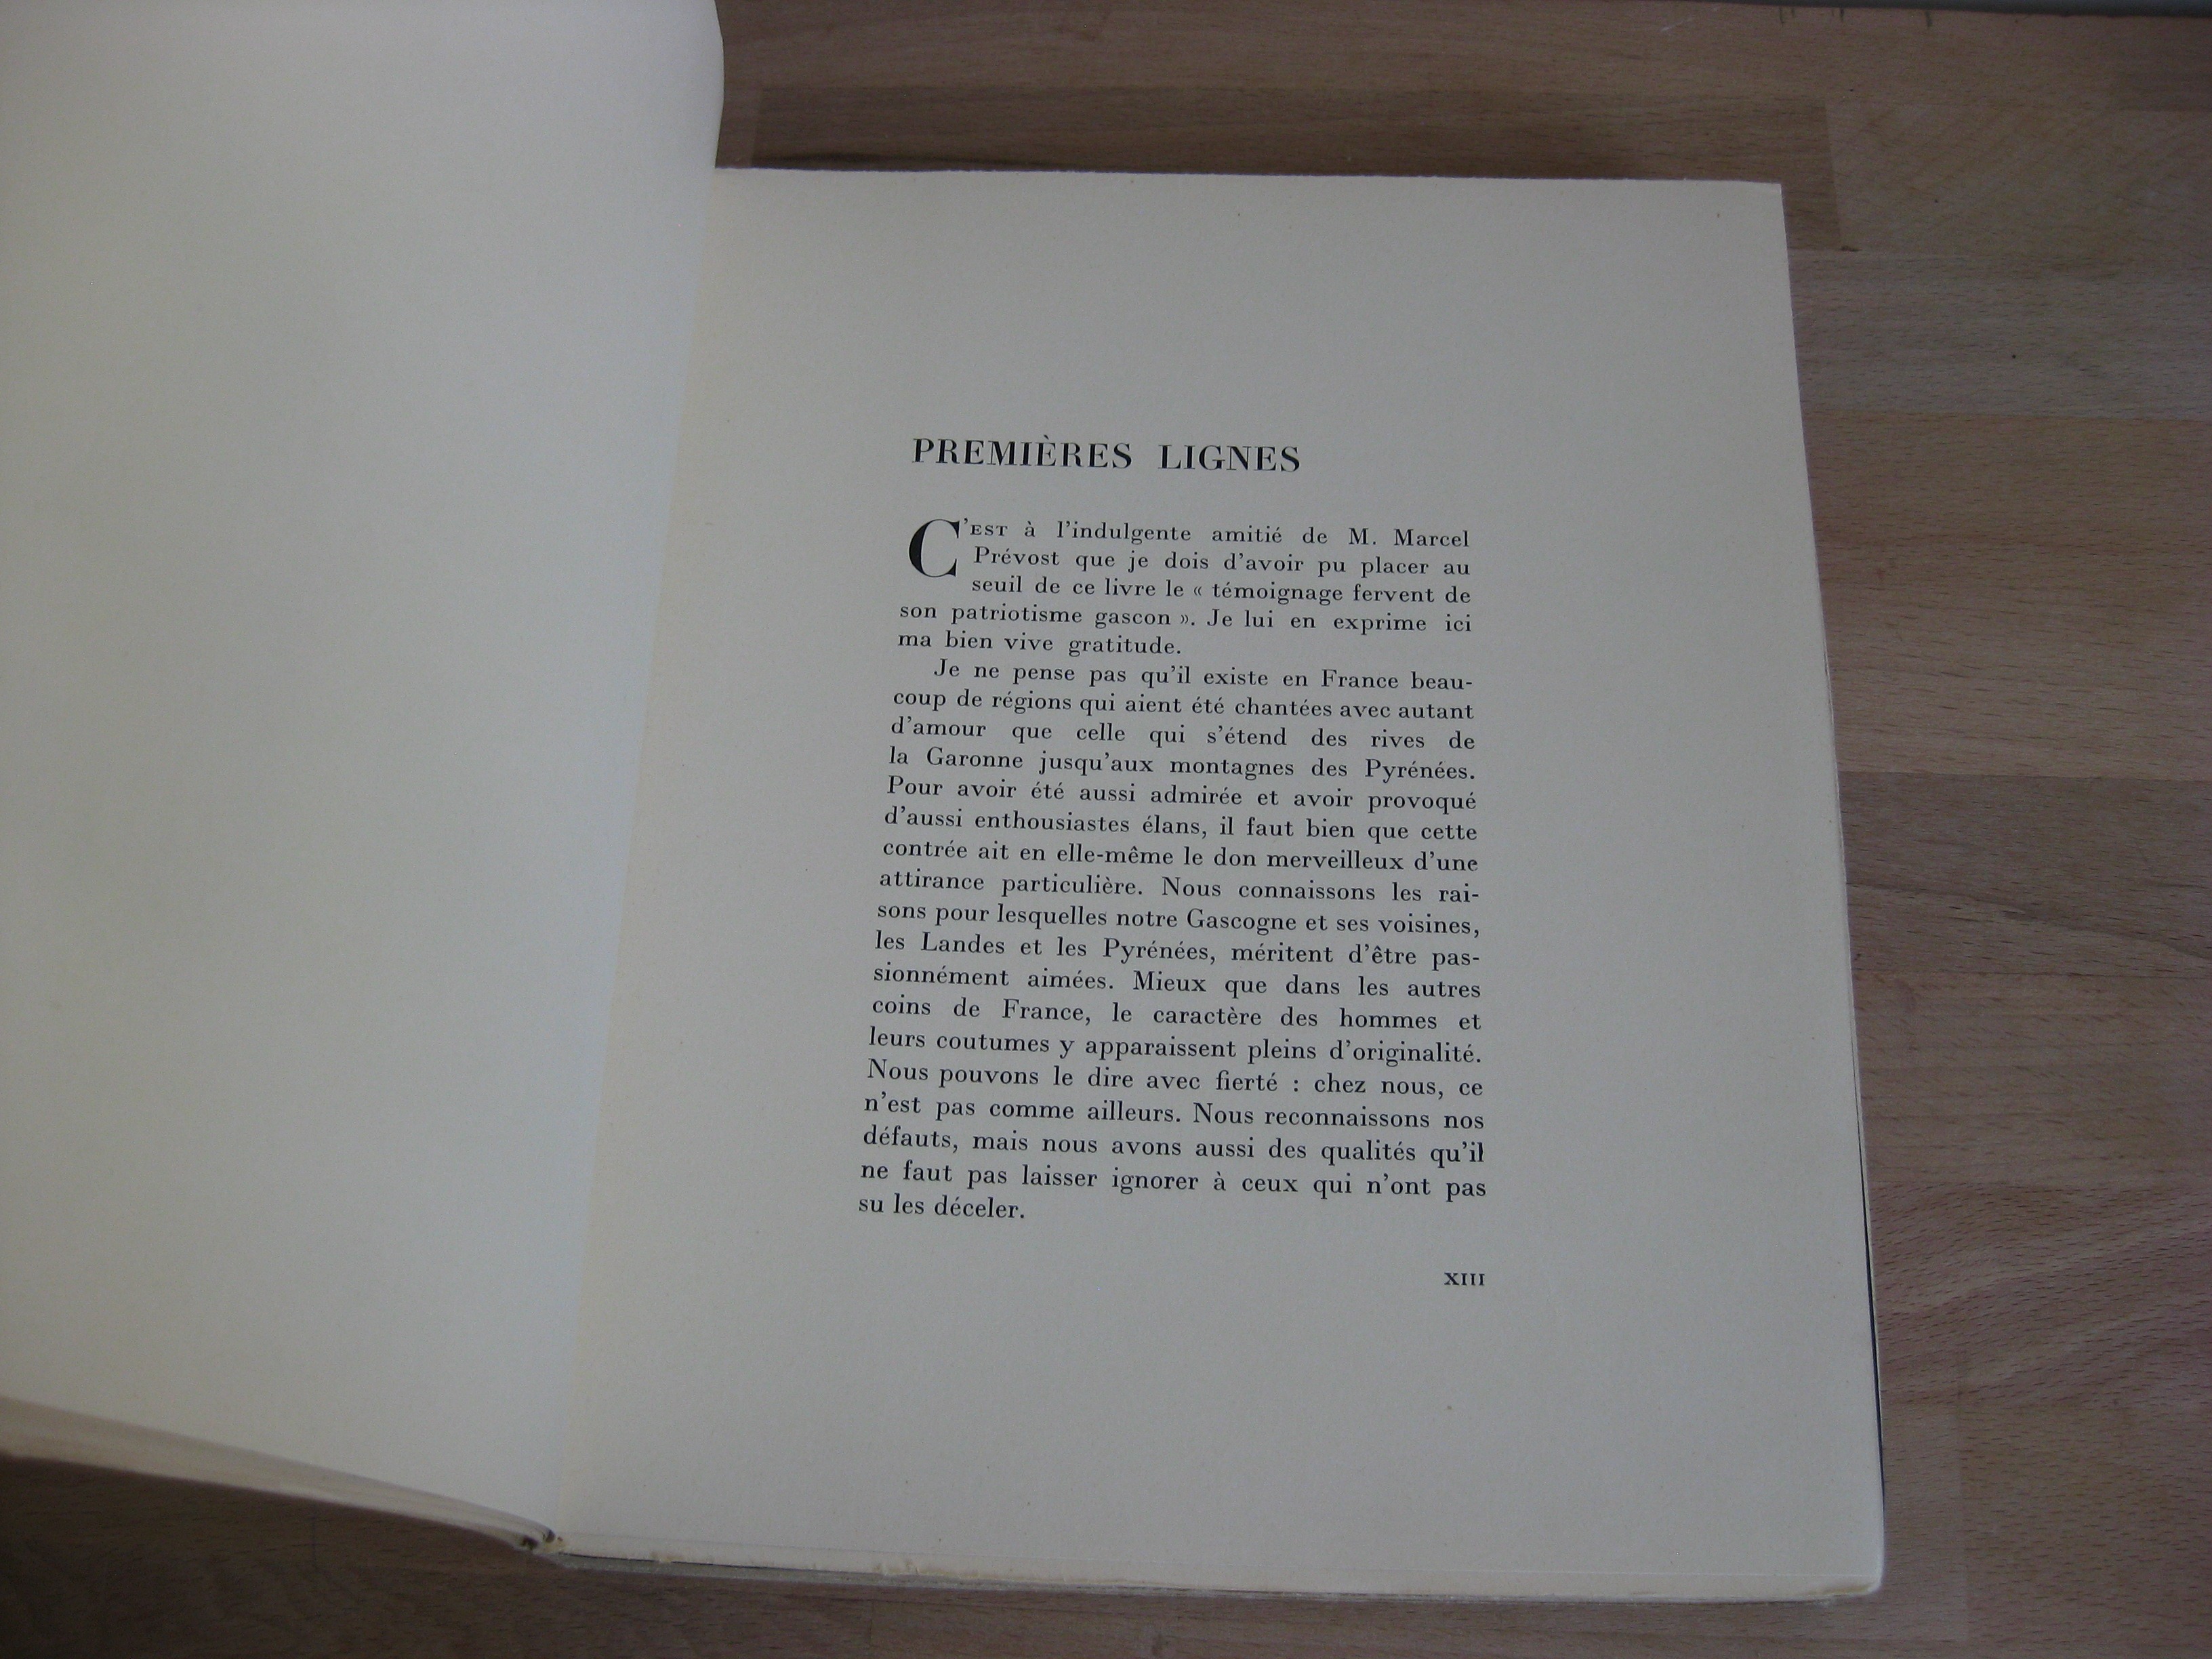 PREMIÈRES LIGNES
C'EST à l'indulgente amitié de M. Marcel
Prévost que je dois d'avoir pu placer au
seuil de ce livre le « témoignage fervent de
son patriotisme gascon ». Je lui en exprime ici
ma bien vive gratitude.
Je ne pense pas qu'il existe en France beau-
coup de régions qui aient été chantées avec autant
d'amour que celle qui s'étend des rives de
la Garonne jusqu'aux montagnes des Pyrénées.
Pour avoir été aussi admirée et avoir provoqué
d'aussi enthousiastes élans, il faut bien que cette
contrée ait en elle-même le don merveilleux d'une
attirance particulière. Nous connaissons les rai-
sons pour lesquelles notre Gascogne et ses voisines,
les Landes et les Pyrénées, méritent d'être pas-
sionnément aimées. Mieux que dans les autres
coins de France, le caractère des hommes et
leurs coutumes y apparaissent pleins d'originalité.
Nous pouvons le dire avec fierté : chez nous, ce
n'est pas comme ailleurs. Nous reconnaissons nos
défauts, mais nous avons aussi des qualités qu'il
ne faut pas laisser ignorer à ceux qui n'ont pas
su les déceler.
XIII